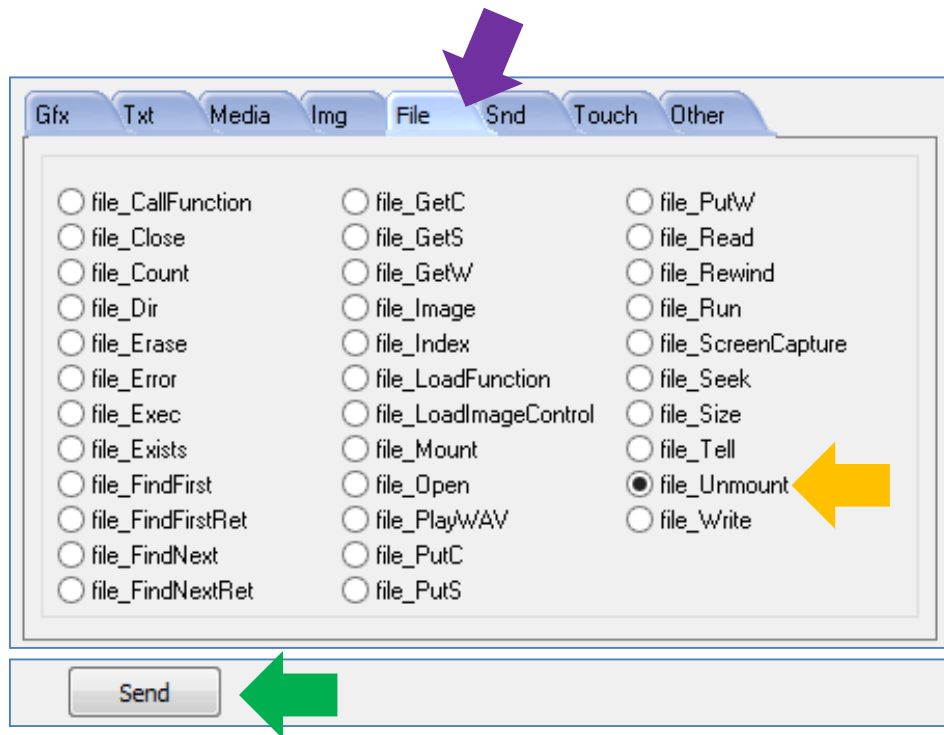 Gfx Txt Media Img File Snd Touch Other
file_CallFunction file_GetC file_PutW
file_Close file_GetS file_Read
file_Count file_GetW file_Rewind
file_Dir file_Image file_Run
file_Erase file_Index file_ScreenCapture
file_Error file_LoadFunction file_Seek
file_Exec file_LoadImageControl file_Size
file_Exists file_Mount file_Tell
file_FindFirst file_Open file_Unmount
file_FindFirstRet file_PlayWAV file_Write
file_FindNext file_PutC
file_FindNextRet file_PutS
Send